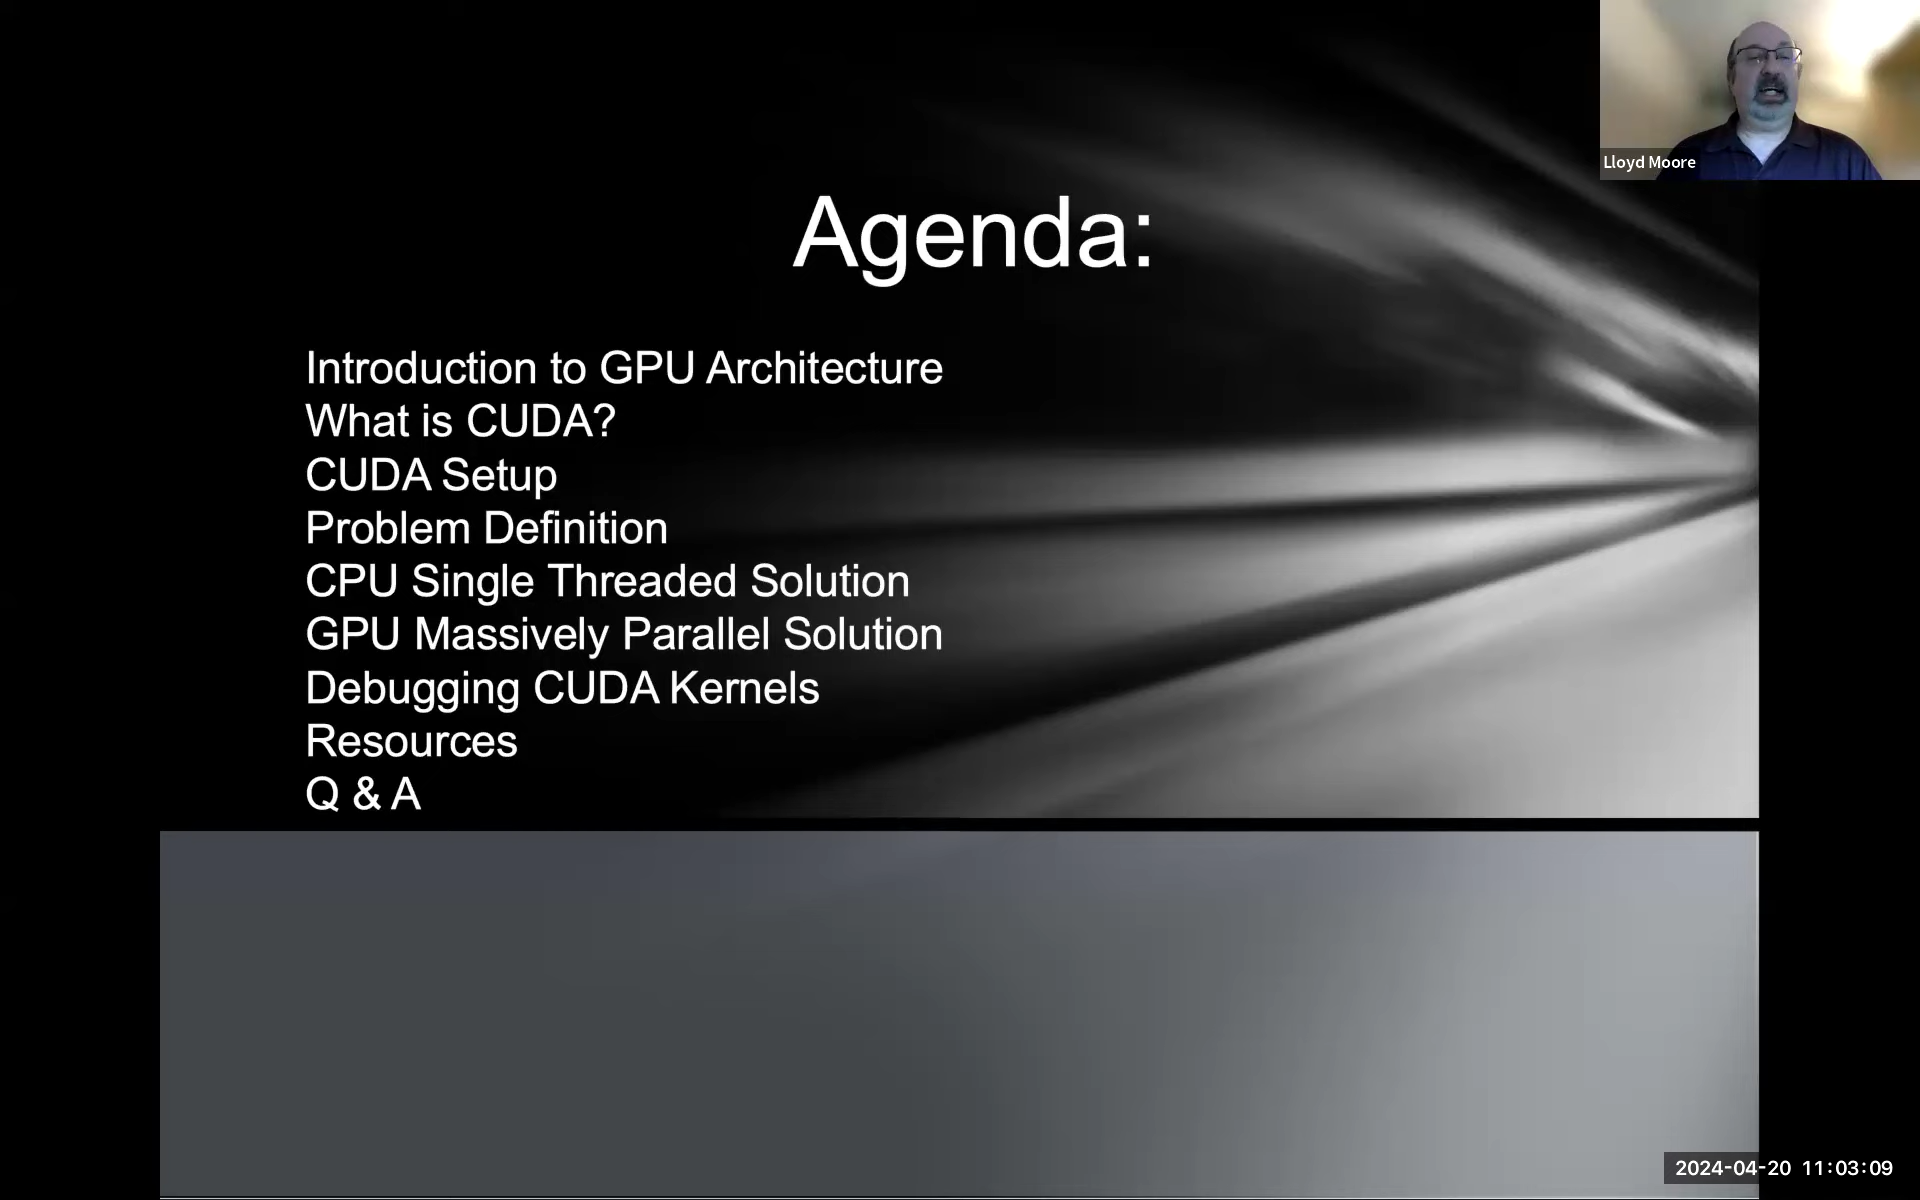 Lloyd Moore
Agenda:
Introduction to GPU Architecture
What is CUDA?
CUDA Setup
Problem Definition
CPU Single Threaded Solution
GPU Massively Parallel Solution
Debugging CUDA Kernels
Resources
Q & A
2024-04-20 11:03:09